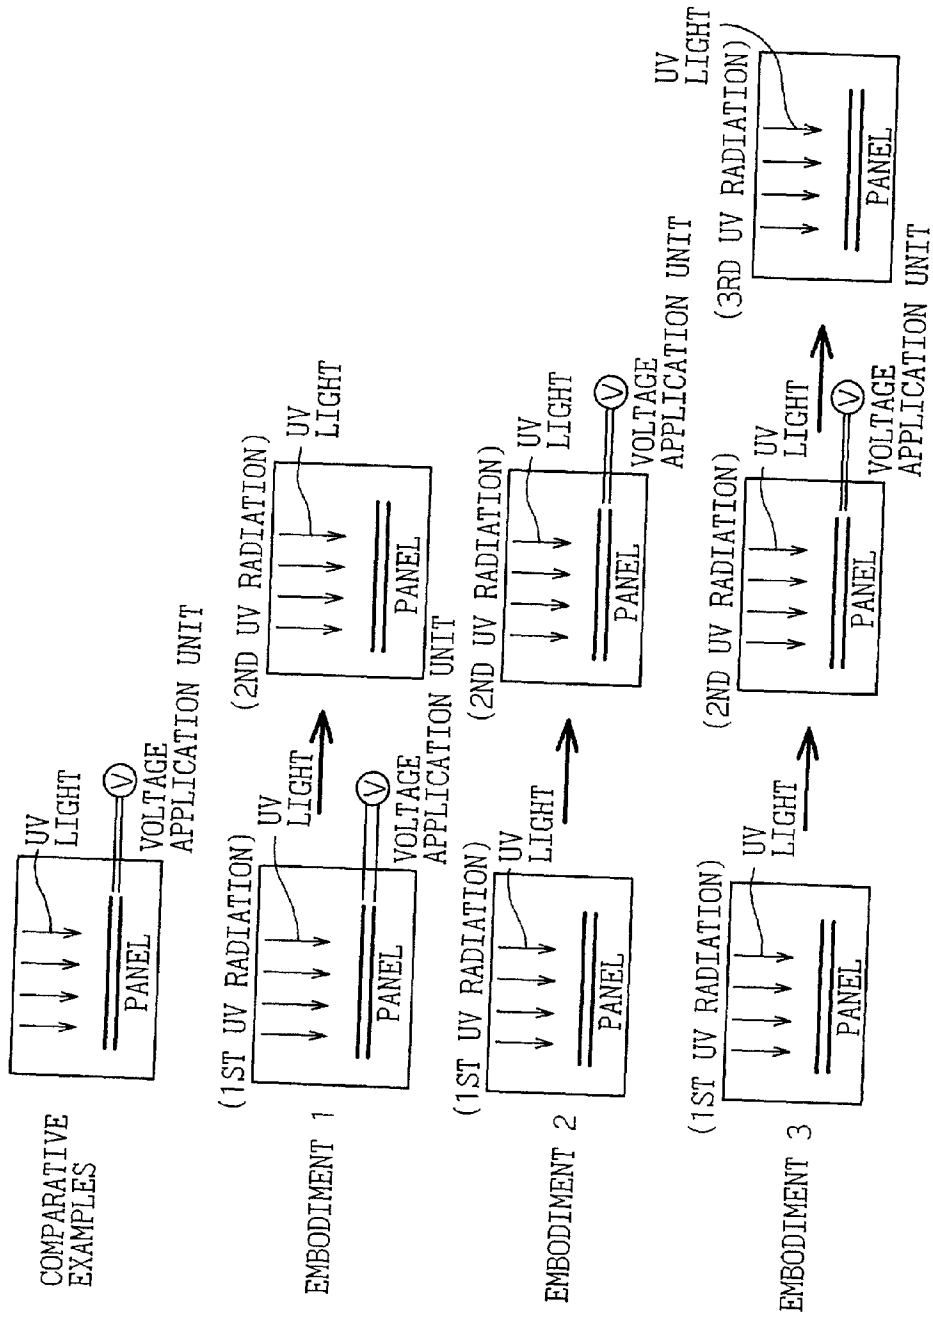 COMPARATIVE
EXAMPLES
UV
LIGHT
PANEL
V
VOLTAGE
APPLICATION UNIT
EMBODIMENT 1
(1ST UV RADIATION)
UV
LIGHT
PANEL
V
VOLTAGE
APPLICATION UNIT
(2ND UV RADIATION)
UV
LIGHT
PANEL
EMBODIMENT 2
(1ST UV RADIATION)
UV
LIGHT
PANEL
(2ND UV RADIATION)
UV
LIGHT
PANEL
V
VOLTAGE
APPLICATION UNIT
EMBODIMENT 3
(1ST UV RADIATION)
UV
LIGHT
PANEL
(2ND UV RADIATION)
UV
LIGHT
PANEL
V
VOLTAGE
APPLICATION UNIT
(3RD UV RADIATION)
UV
LIGHT
PANEL